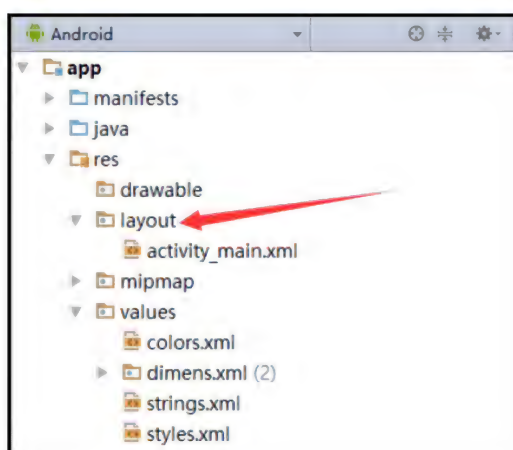 Android
app
manifests
java
res
drawable
layout
activity_main.xml
mipmap
values
colors.xml
dimens.xml (2)
strings.xml
styles.xml